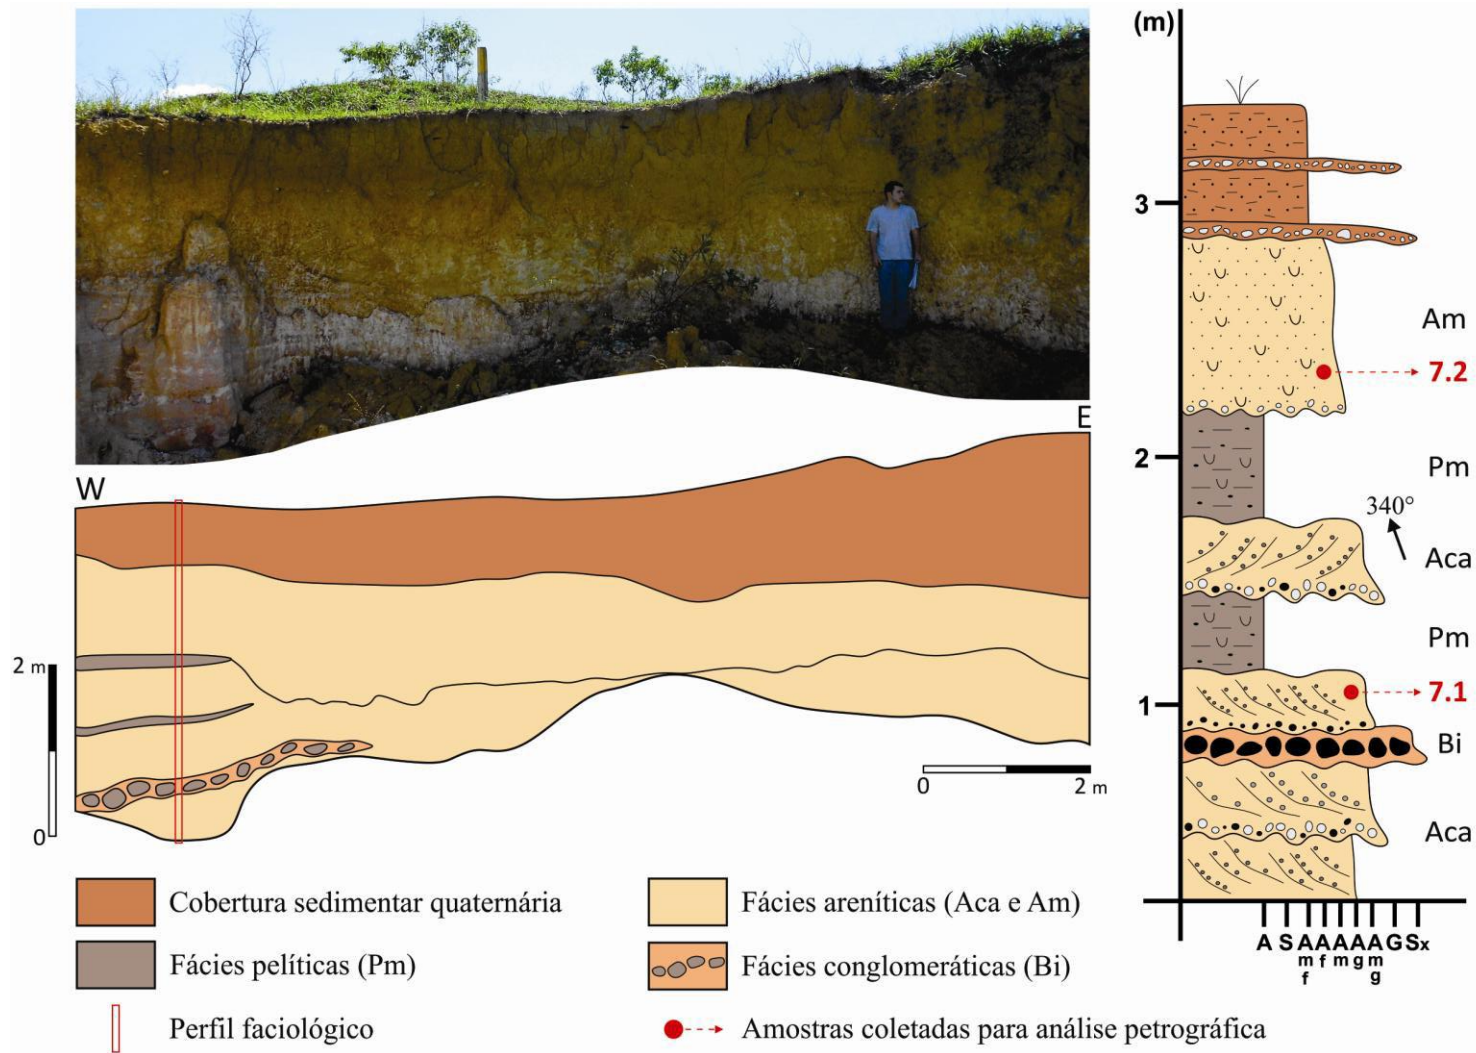 W
E
2 m
0
0
2 m
Cobertura sedimentar quaternária
Fácies areníticas (Aca e Am)
Fácies pelíticas (Pm)
Fácies conglomeráticas (Bi)
Perfil faciológico
Amostras coletadas para análise petrográfica
(m)
3
Am
7.2
2
Pm
340°
Aca
Pm
7.1
1
Bi
Aca
A S A A A A A G S x
m f m g m
f g